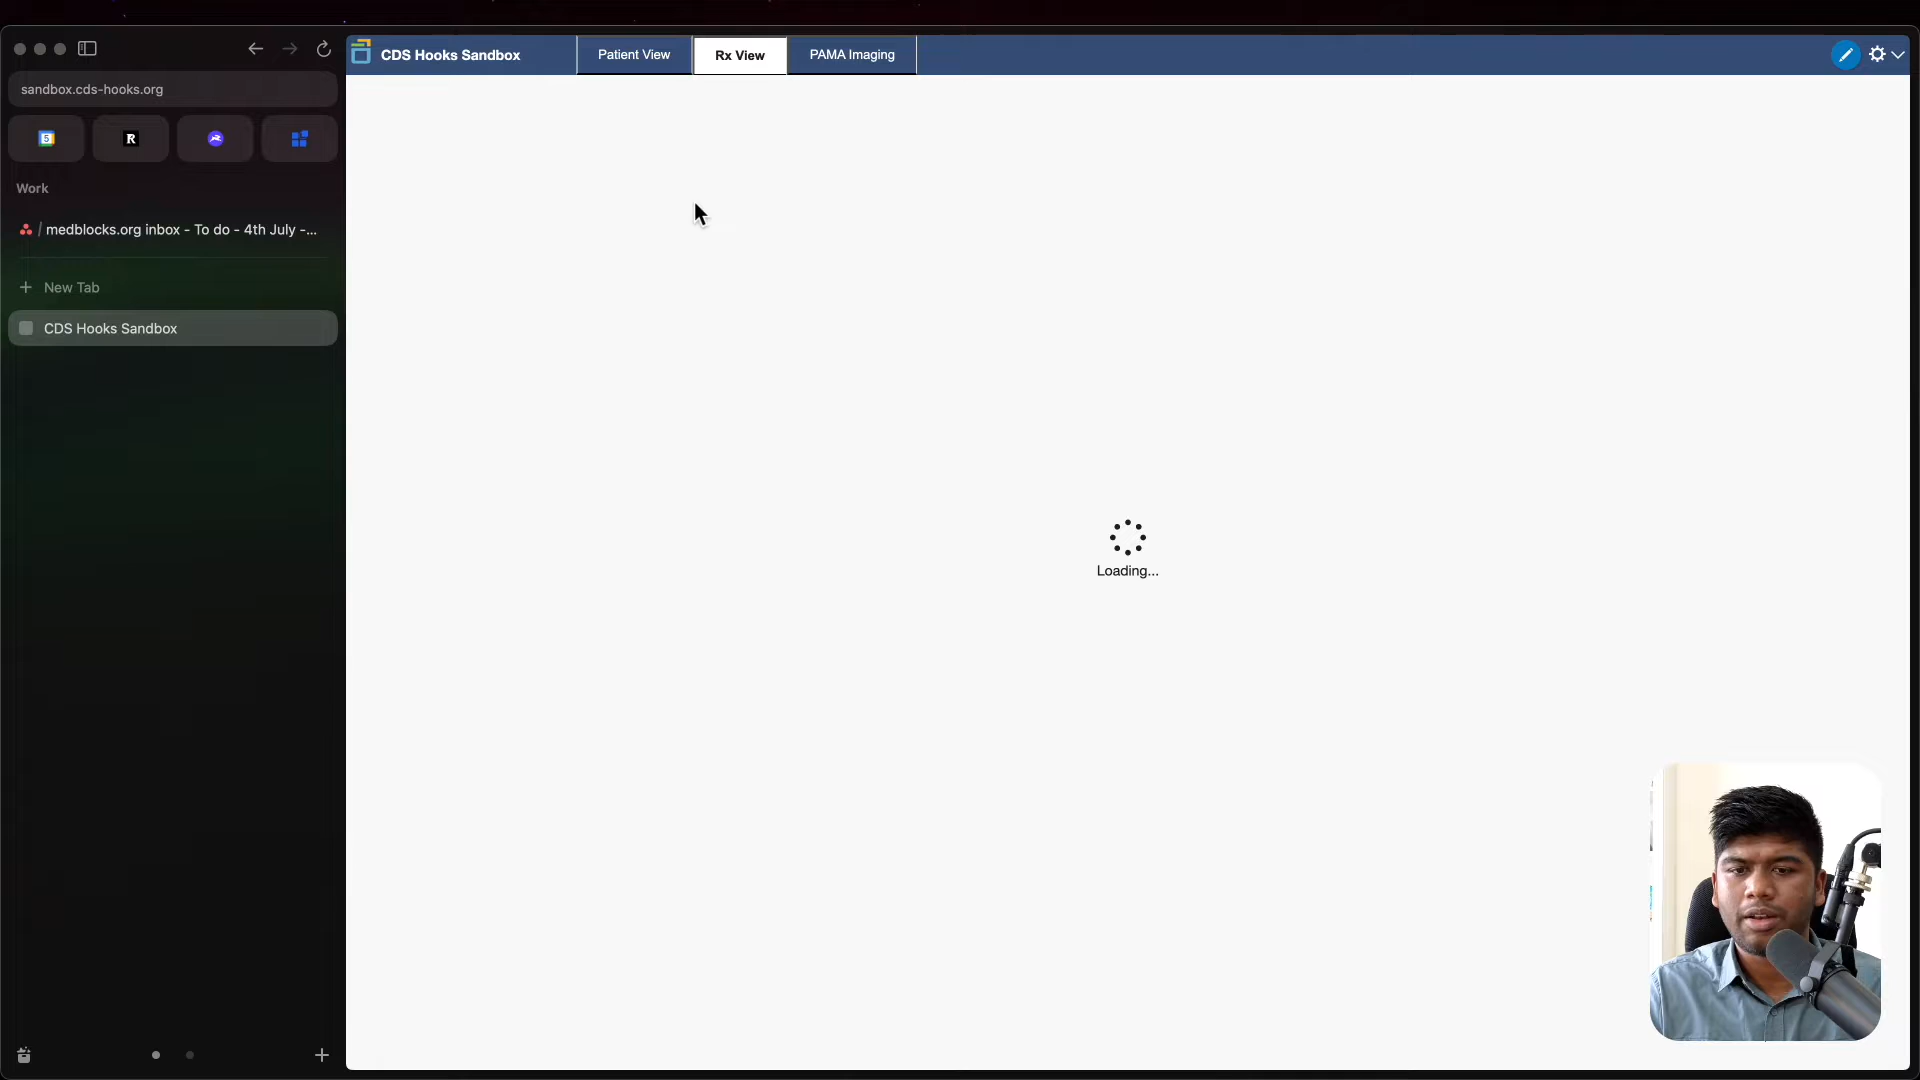 CDS Hooks Sandbox
Patient View
Rx View
PAMA Imaging
sandbox.cds-hooks.org
5
R
Work
/ medblocks.org inbox - To do - 4th July -...
+ New Tab
CDS Hooks Sandbox
Loading...